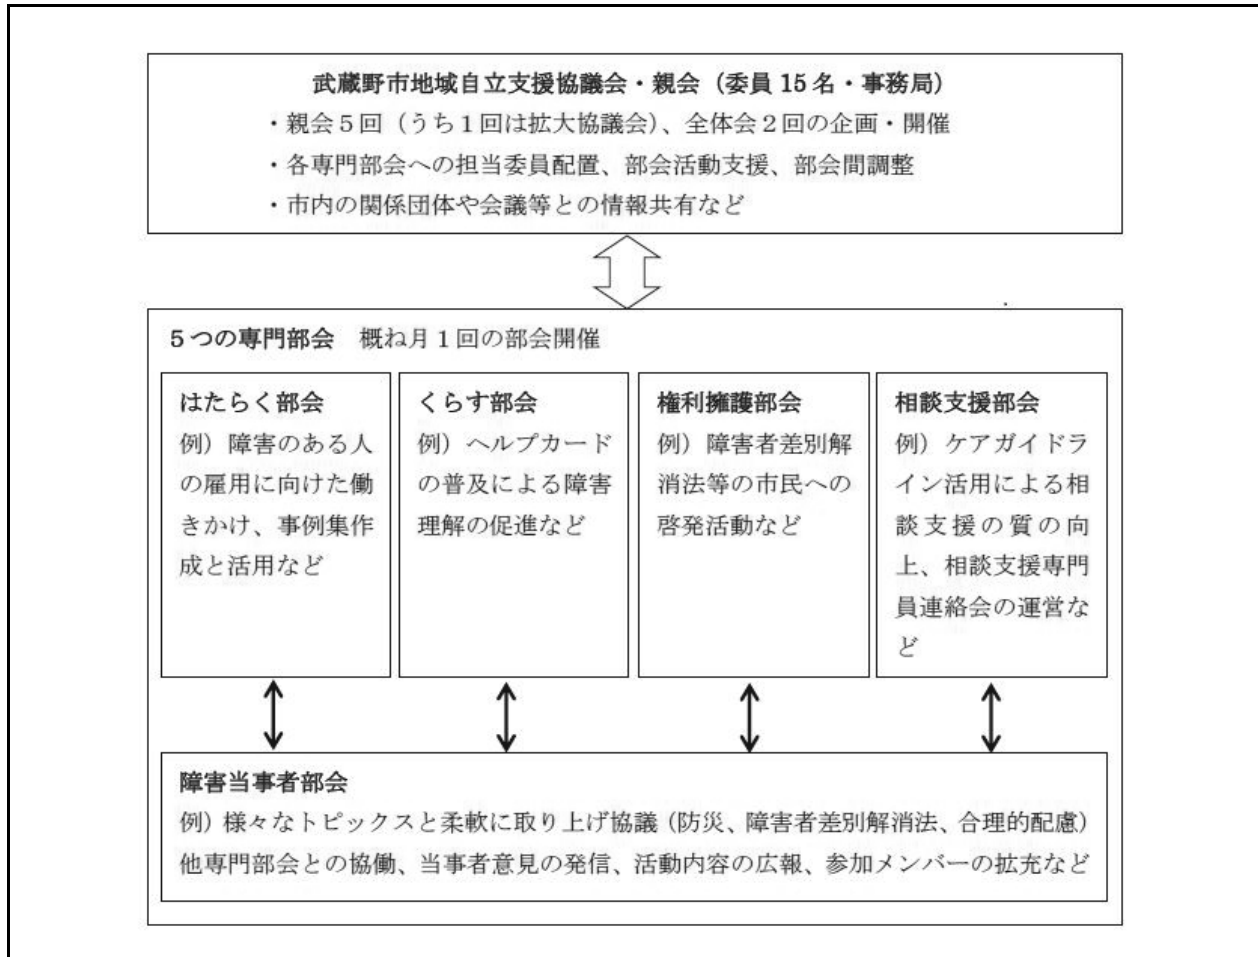 武蔵野市地域自立支援協議会・親会（委員 15 名・事務局）
・親会５回（うち１回は拡大協議会）、全体会２回の企画・開催
・各専門部会への担当委員配置、部会活動支援、部会間調整
・市内の関係団体や会議等との情報共有など
５つの専門部会　概ね月１回の部会開催
はたらく部会
例）障害のある人
の雇用に向けた働
きかけ、事例集作
成と活用など
くらす部会
例）ヘルプカード
の普及による障害
理解の促進など
権利擁護部会
例）障害者差別解
消法等の市民への
啓発活動など
相談支援部会
例）ケアガイドラ
イン活用による相
談支援の質の向
上、相談支援専門
員連絡会の運営な
ど
障害当事者部会
例）様々なトピックスと柔軟に取り上げ協議（防災、障害者差別解消法、合理的配慮）
他専門部会との協働、当事者意見の発信、活動内容の広報、参加メンバーの拡充など